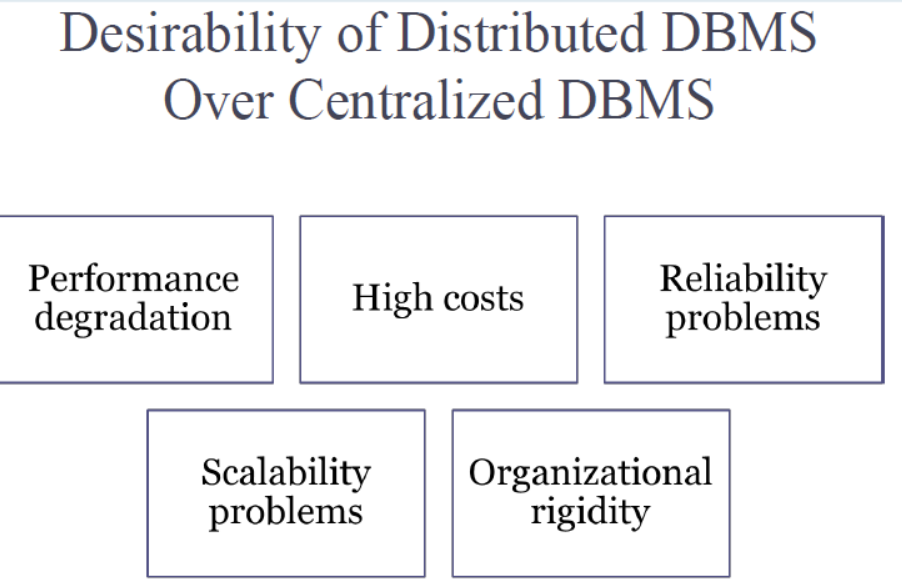 Desirability of Distributed DBMS
Over Centralized DBMS
Performance
degradation
High costs
Reliability
problems
Scalability
problems
Organizational
rigidity